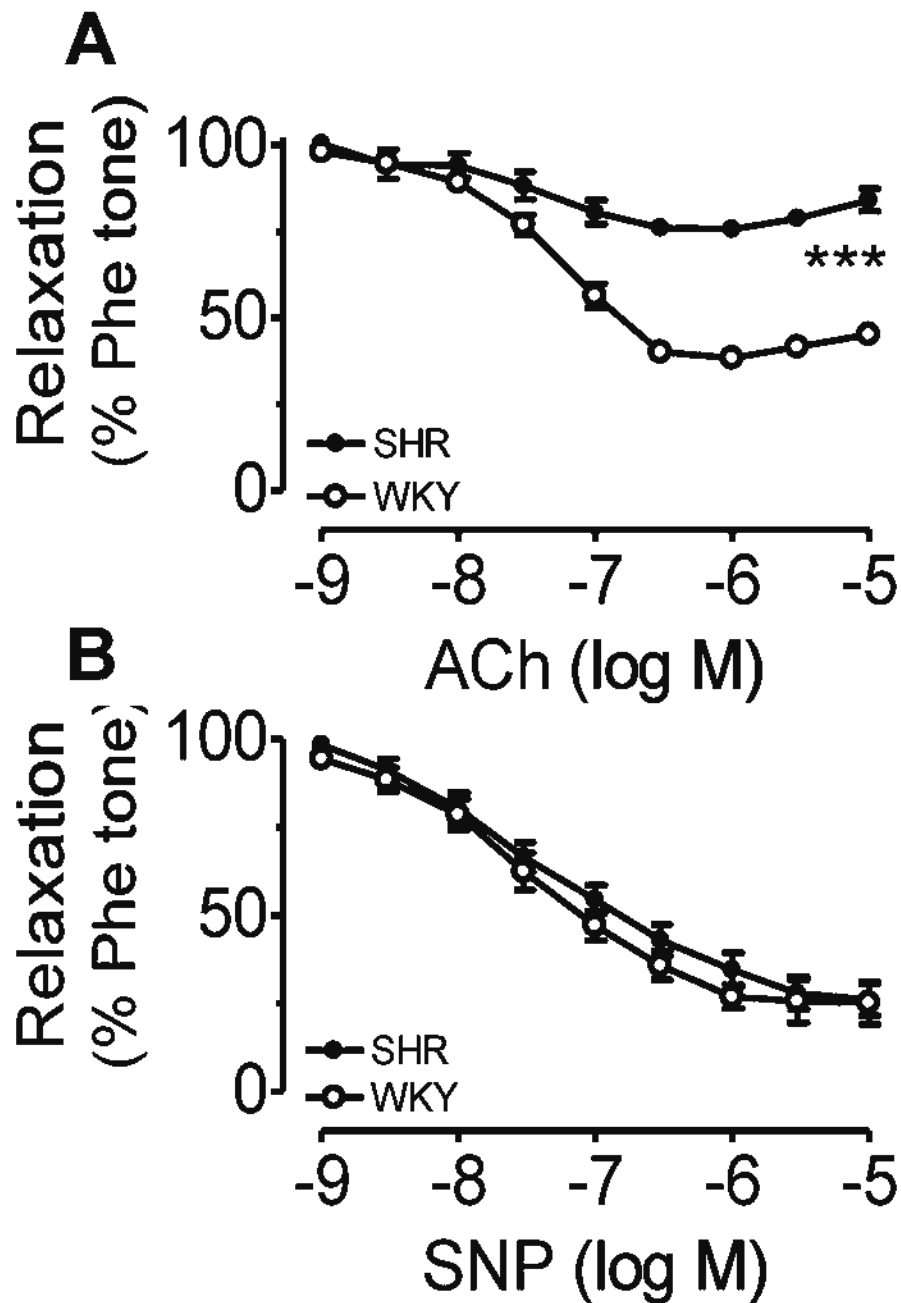 A
Relaxation
(% Phe tone)
100
50
0
***
SHR
WKY
-9 -8 -7 -6 -5
ACh (log M)
B
Relaxation
(% Phe tone)
100
50
0
SHR
WKY
-9 -8 -7 -6 -5
SNP (log M)